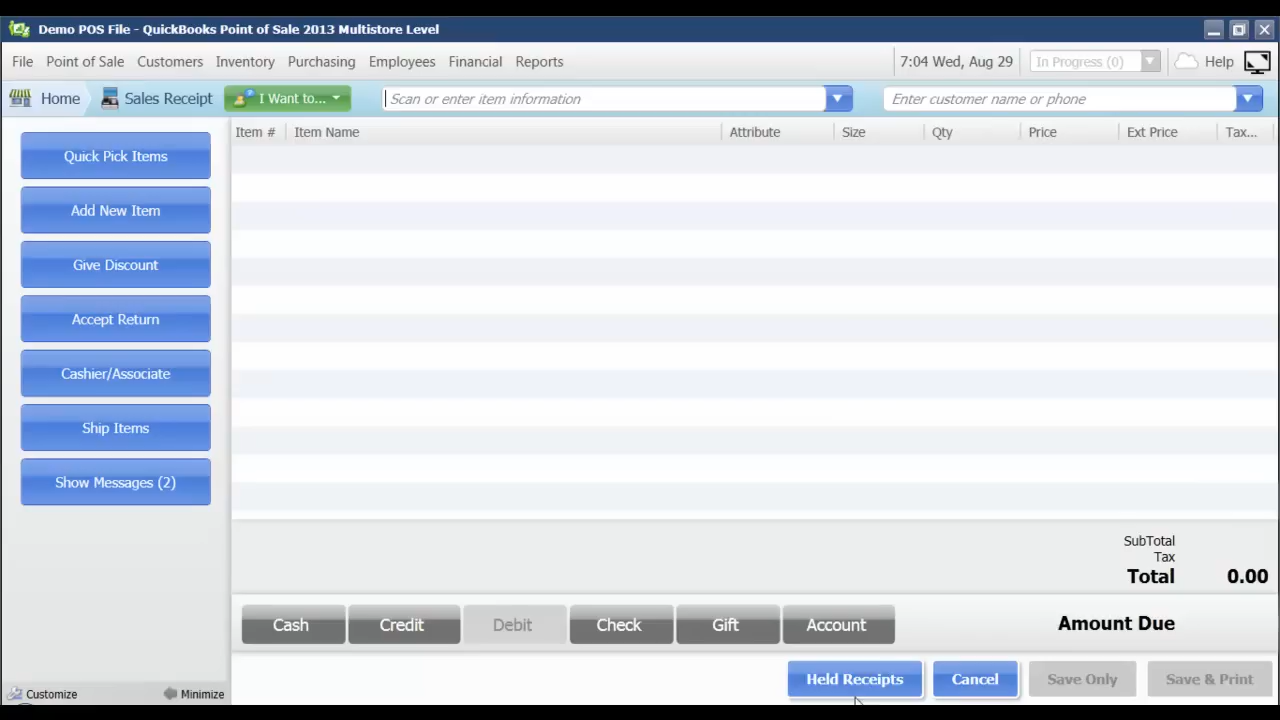 Demo POS File - QuickBooks Point of Sale 2013 Multistore Level
File Point of Sale Customers Inventory Purchasing Employees Financial Reports 7:04 Wed, Aug 29 In Progress (0) Help
Home Sales Receipt I Want to... Scan or enter item information Enter customer name or phone
Item # Item Name Attribute Size Qty Price Ext Price Tax...
Quick Pick Items
Add New Item
Give Discount
Accept Return
Cashier/Associate
Ship Items
Show Messages (2)
SubTotal
Tax
Total 0.00
Cash Credit Debit Check Gift Account Amount Due
Held Receipts Cancel Save Only Save & Print
Customize Minimize